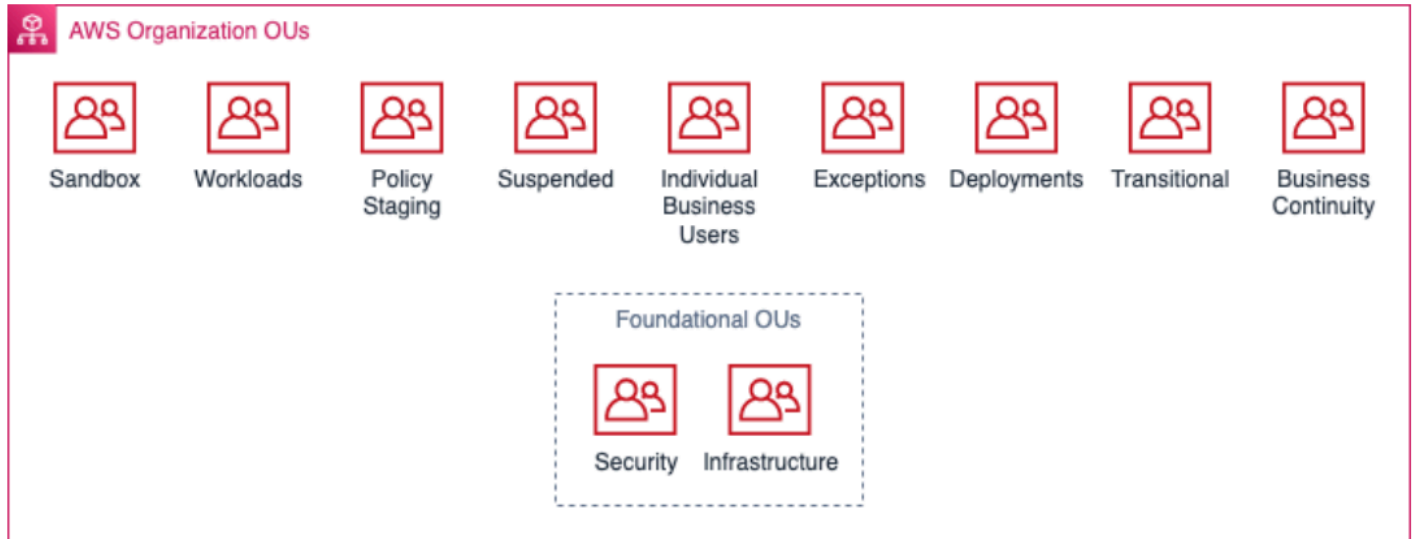 AWS Organization OUs
Sandbox
Workloads
Policy
Staging
Suspended
Individual
Business
Users
Exceptions
Deployments
Transitional
Business
Continuity
Foundational OUs
Security
Infrastructure